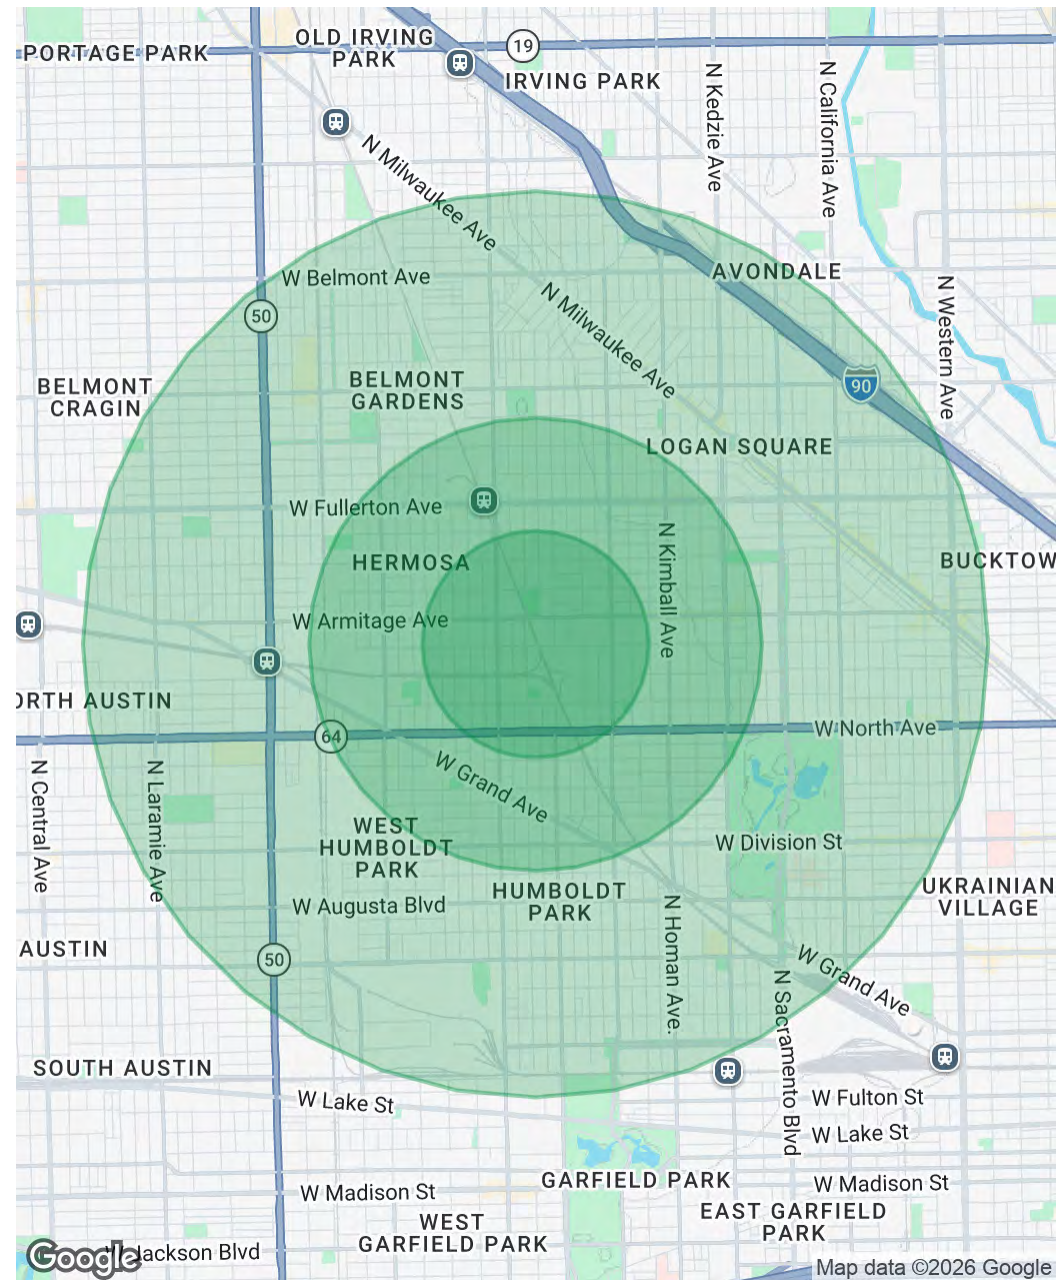 PORTAGE PARK
OLD IRVING
PARK
19
IRVING PARK
N Kedzie Ave
N California Ave
N Milwaukee Ave
W Belmont Ave
AVONDALE
50
N Milwaukee Ave
N Western Ave
BELMONT
CRAGIN
BELMONT
GARDENS
90
LOGAN SQUARE
W Fullerton Ave
N Kimball Ave
HERMOSA
BUCKTOW
W Armitage Ave
ORTH AUSTIN
64
W North Ave
N Central Ave
N Laramie Ave
W Grand Ave
WEST
HUMBOLDT
PARK
W Division St
HUMBOLDT
PARK
UKRAINIAN
VILLAGE
W Augusta Blvd
N Homan Ave.
AUSTIN
50
W Grand Ave
N Sacramento Blvd
SOUTH AUSTIN
W Lake St
W Fulton St
W Lake St
GARFIELD PARK
W Madison St
W Madison St
WEST
GARFIELD PARK
EAST GARFIELD
PARK
W Jackson Blvd
Google
Map data ©2026 Google